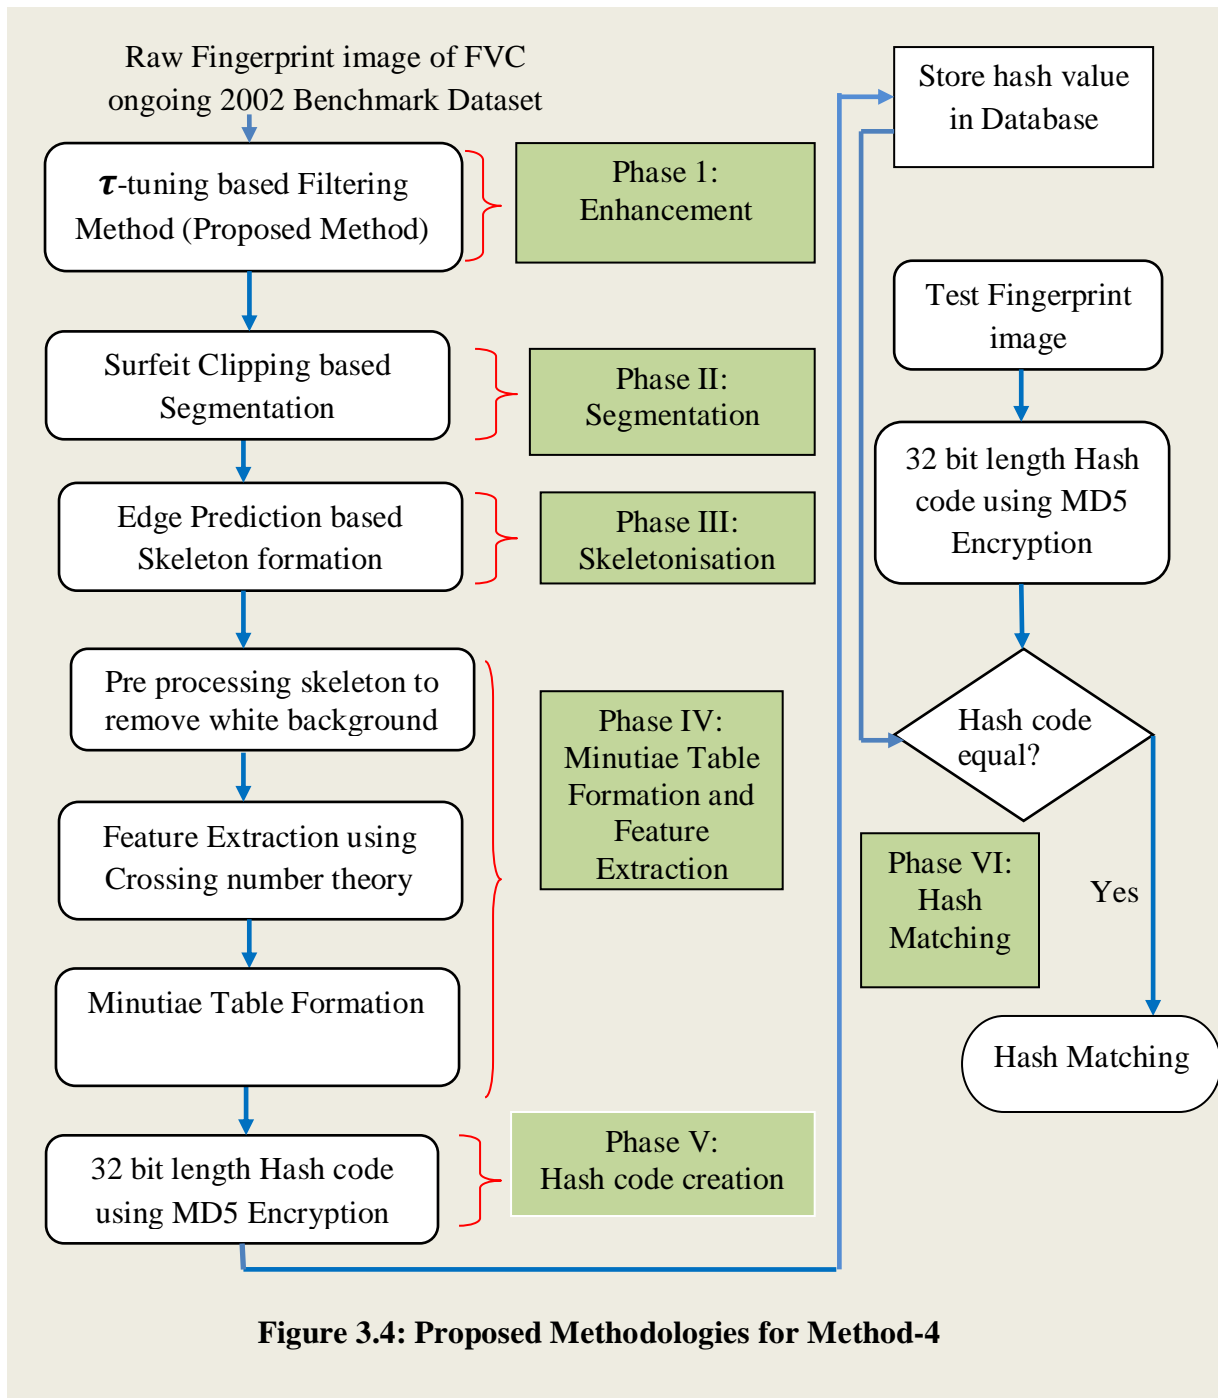 Raw Fingerprint image of FVC
ongoing 2002 Benchmark Dataset
τ-tuning based Filtering
Method (Proposed Method)
Phase 1:
Enhancement
Surfeit Clipping based
Segmentation
Phase II:
Segmentation
Edge Prediction based
Skeleton formation
Phase III:
Skeletonisation
Pre processing skeleton to
remove white background
Feature Extraction using
Crossing number theory
Minutiae Table Formation
Phase IV:
Minutiae Table
Formation and
Feature
Extraction
32 bit length Hash code
using MD5 Encryption
Phase V:
Hash code creation
Store hash value
in Database
Test Fingerprint
image
32 bit length Hash
code using MD5
Encryption
Hash code
equal?
Phase VI:
Hash
Matching
Yes
Hash Matching
Figure 3.4: Proposed Methodologies for Method-4